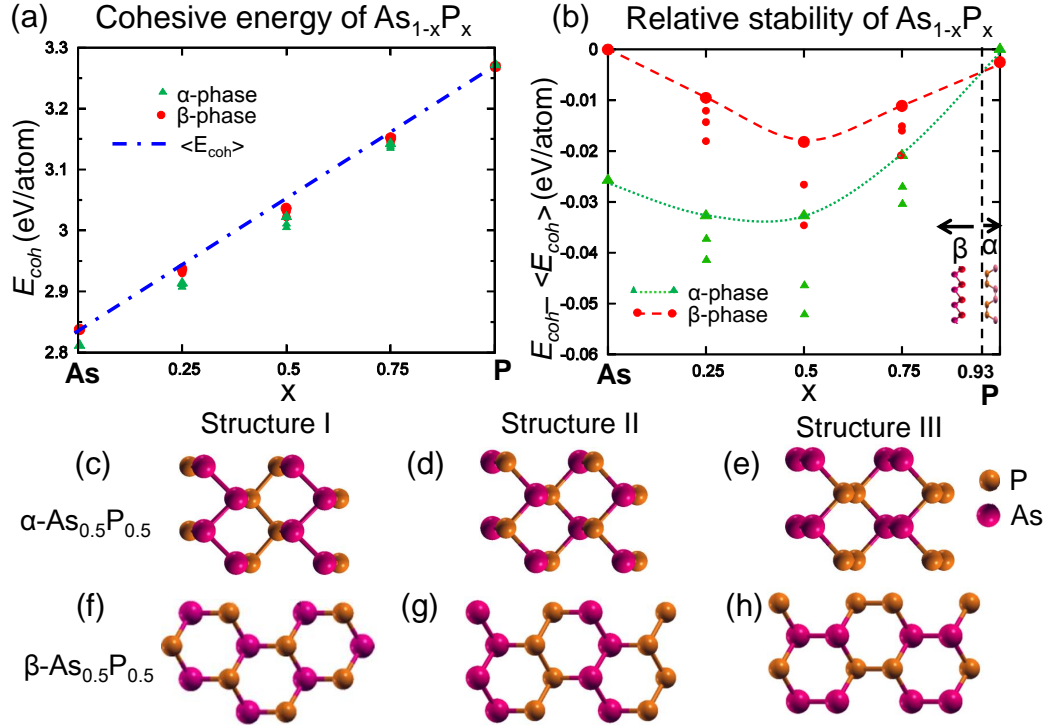 (a) Cohesive energy of As1-xPx
3.3
3.2
3.1
3
2.9
2.8
Ecoh (eV/atom)
α-phase
β-phase
<Ecoh>
As
0.25
0.5
0.75
P
X
(b) Relative stability of As1-xPx
0
-0.01
-0.02
-0.03
-0.04
-0.05
-0.06
Ecoh− <Ecoh> (eV/atom)
α-phase
β-phase
β
α
As
0.25
0.5
0.75
0.93
P
X
Structure I
Structure II
Structure III
(c)
(d)
(e)
P
As
α-As0.5P0.5
(f)
(g)
(h)
β-As0.5P0.5